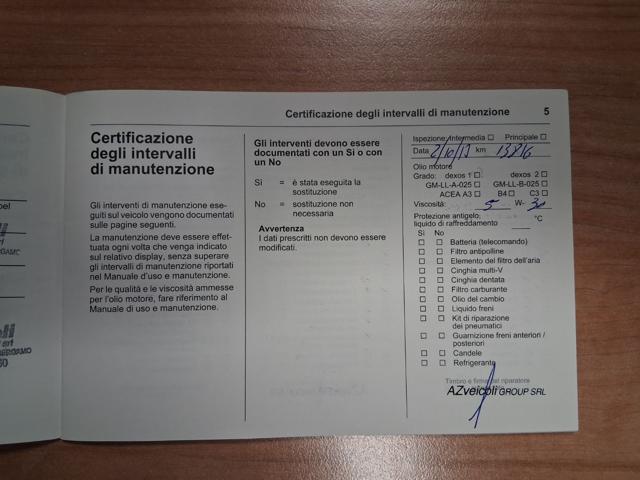 Certificazione degli intervalli di manutenzione 5
Certificazione
degli intervalli
di manutenzione
Gli interventi di manutenzione ese-
guiti sul veicolo vengono documentati
sulle pagine seguenti.
La manutenzione deve essere effet-
tuata ogni volta che venga indicato
sul relativo display, senza superare
gli intervalli di manutenzione riportati
nel Manuale d'uso e manutenzione.
Per le qualità e le viscosità ammesse
per l'olio motore, fare riferimento al
Manuale di uso e manutenzione.
Gli interventi devono essere
documentati con un Sì o con
un No
Sì = è stata eseguita la
sostituzione
No = sostituzione non
necessaria
Avvertenza
I dati prescritti non devono essere
modificati.
Ispezione/Intermedia ☐ Principale ☐
Data 2/10/17 km 13816
Olio motore
Grado: dexos 1 ☐ dexos 2 ☐
GM-LL-A-025 ☐ GM-LL-B-025 ☐
ACEA A3 ☐ B4 ☐ C3 ☐
Viscosità: 5 W- 30
Protezione antigelo,
liquido di raffreddamento °C
Sì No
☐ ☐ Batteria (telecomando)
☐ ☐ Filtro antipolline
☐ ☐ Elemento del filtro dell'aria
☐ ☐ Cinghia multi-V
☐ ☐ Cinghia dentata
☐ ☐ Filtro carburante
☐ ☐ Olio del cambio
☐ ☐ Liquido freni
☐ ☐ Kit di riparazione
dei pneumatici
☐ ☐ Guarnizione freni anteriori /
posteriori
☐ ☐ Candele
☐ ☐ Refrigerante
Timbro e firma del riparatore
AZveicoli GROUP SRL